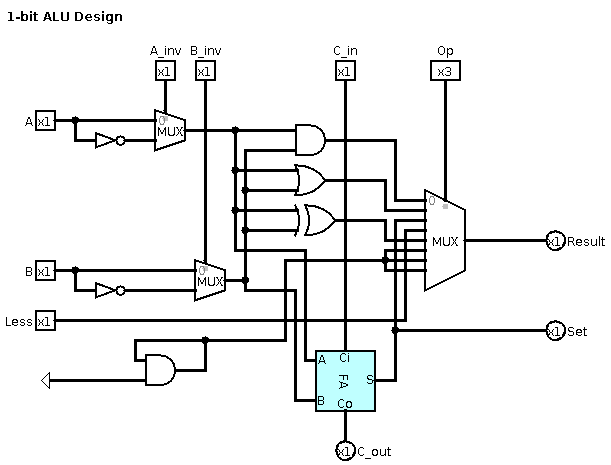 1-bit ALU Design
A_inv B_inv C_in Op
x1 x1 x1 x3
A x1 0 MUX
0 MUX x1 Result
B x1 0 MUX
Less x1 x1 Set
A Ci
FA S
B Co
x1 C_out